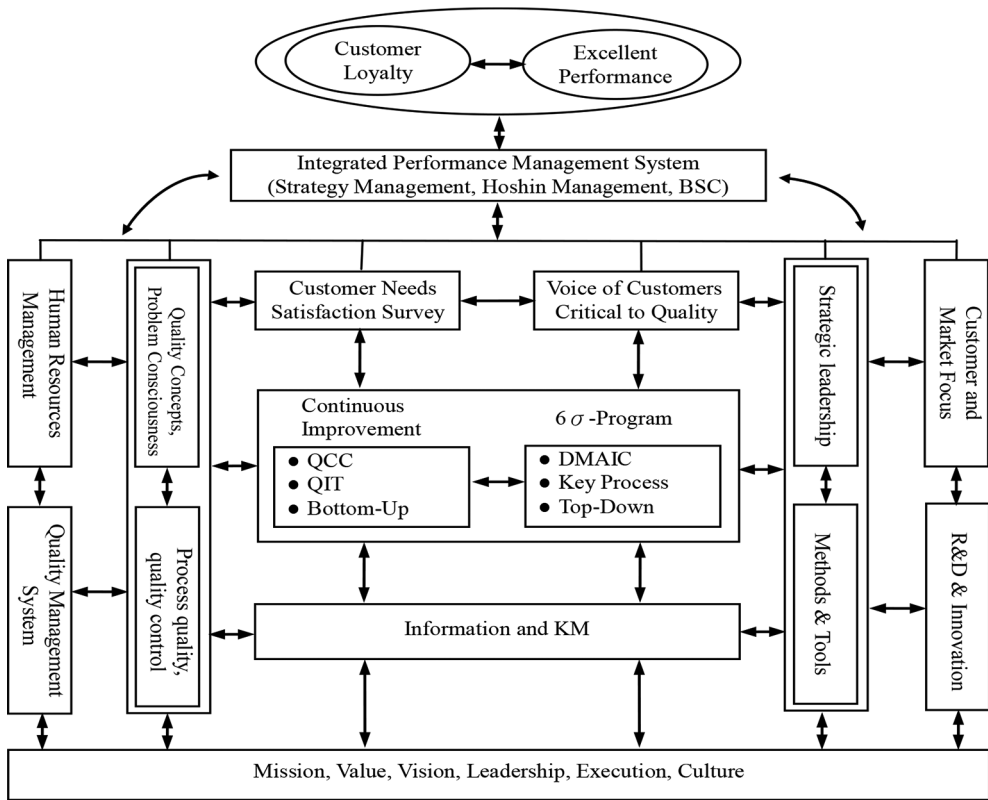 Customer
Loyalty
Excellent
Performance
Integrated Performance Management System
(Strategy Management, Hoshin Management, BSC)
Human Resources
Management
Quality Concepts,
Problem Consciousness
Customer Needs
Satisfaction Survey
Voice of Customers
Critical to Quality
Strategic leadership
Customer and
Market Focus
Continuous
Improvement
● QCC
● QIT
● Bottom-Up
6 σ -Program
● DMAIC
● Key Process
● Top-Down
Quality Management
System
Process quality,
quality control
Information and KM
Methods & Tools
R&D & Innovation
Mission, Value, Vision, Leadership, Execution, Culture